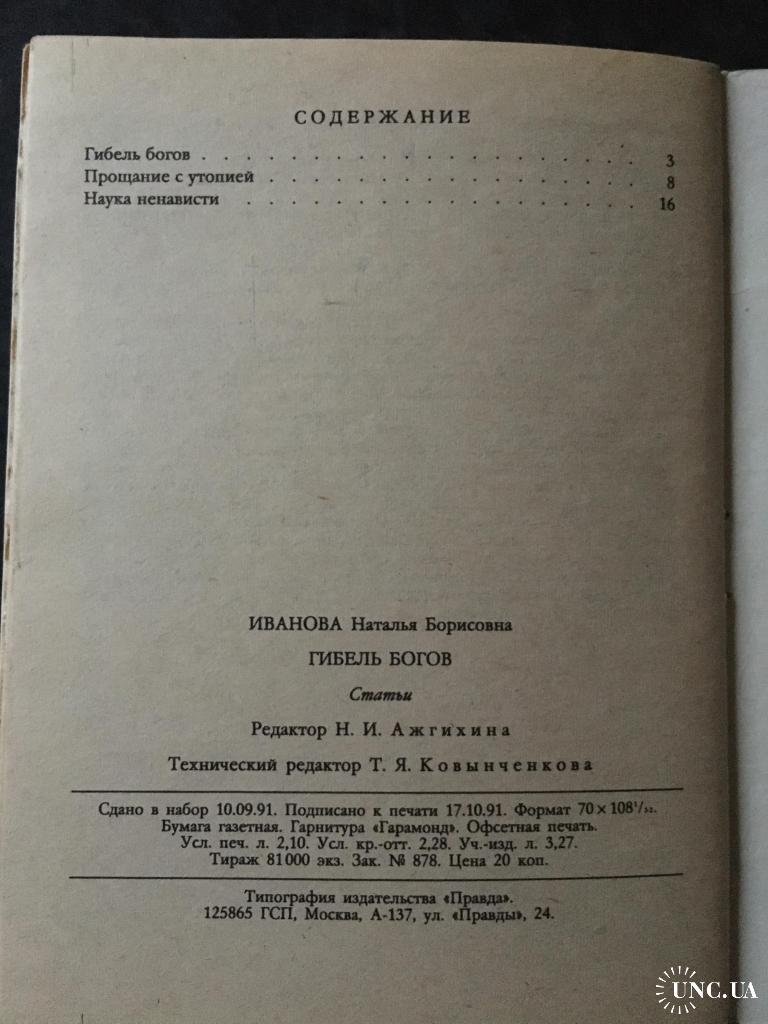 СОДЕРЖАНИЕ
Гибель богов . . . . . . . . . . . . . . . . 3
Прощание с утопией . . . . . . . . . . . . . . 8
Наука ненависти . . . . . . . . . . . . . . . 16
ИВАНОВА Наталья Борисовна
ГИБЕЛЬ БОГОВ
Статьи
Редактор Н. И. Ажгихина
Технический редактор Т. Я. Ковынченкова
Сдано в набор 10.09.91. Подписано к печати 17.10.91. Формат 70×108¹/₃₂.
Бумага газетная. Гарнитура «Гарамонд». Офсетная печать.
Усл. печ. л. 2,10. Усл. кр.-отт. 2,28. Уч.-изд. л. 3,27.
Тираж 81 000 экз. Зак. № 878. Цена 20 коп.
Типография издательства «Правда».
125865 ГСП, Москва, А-137, ул. «Правды», 24.
UNC.UA